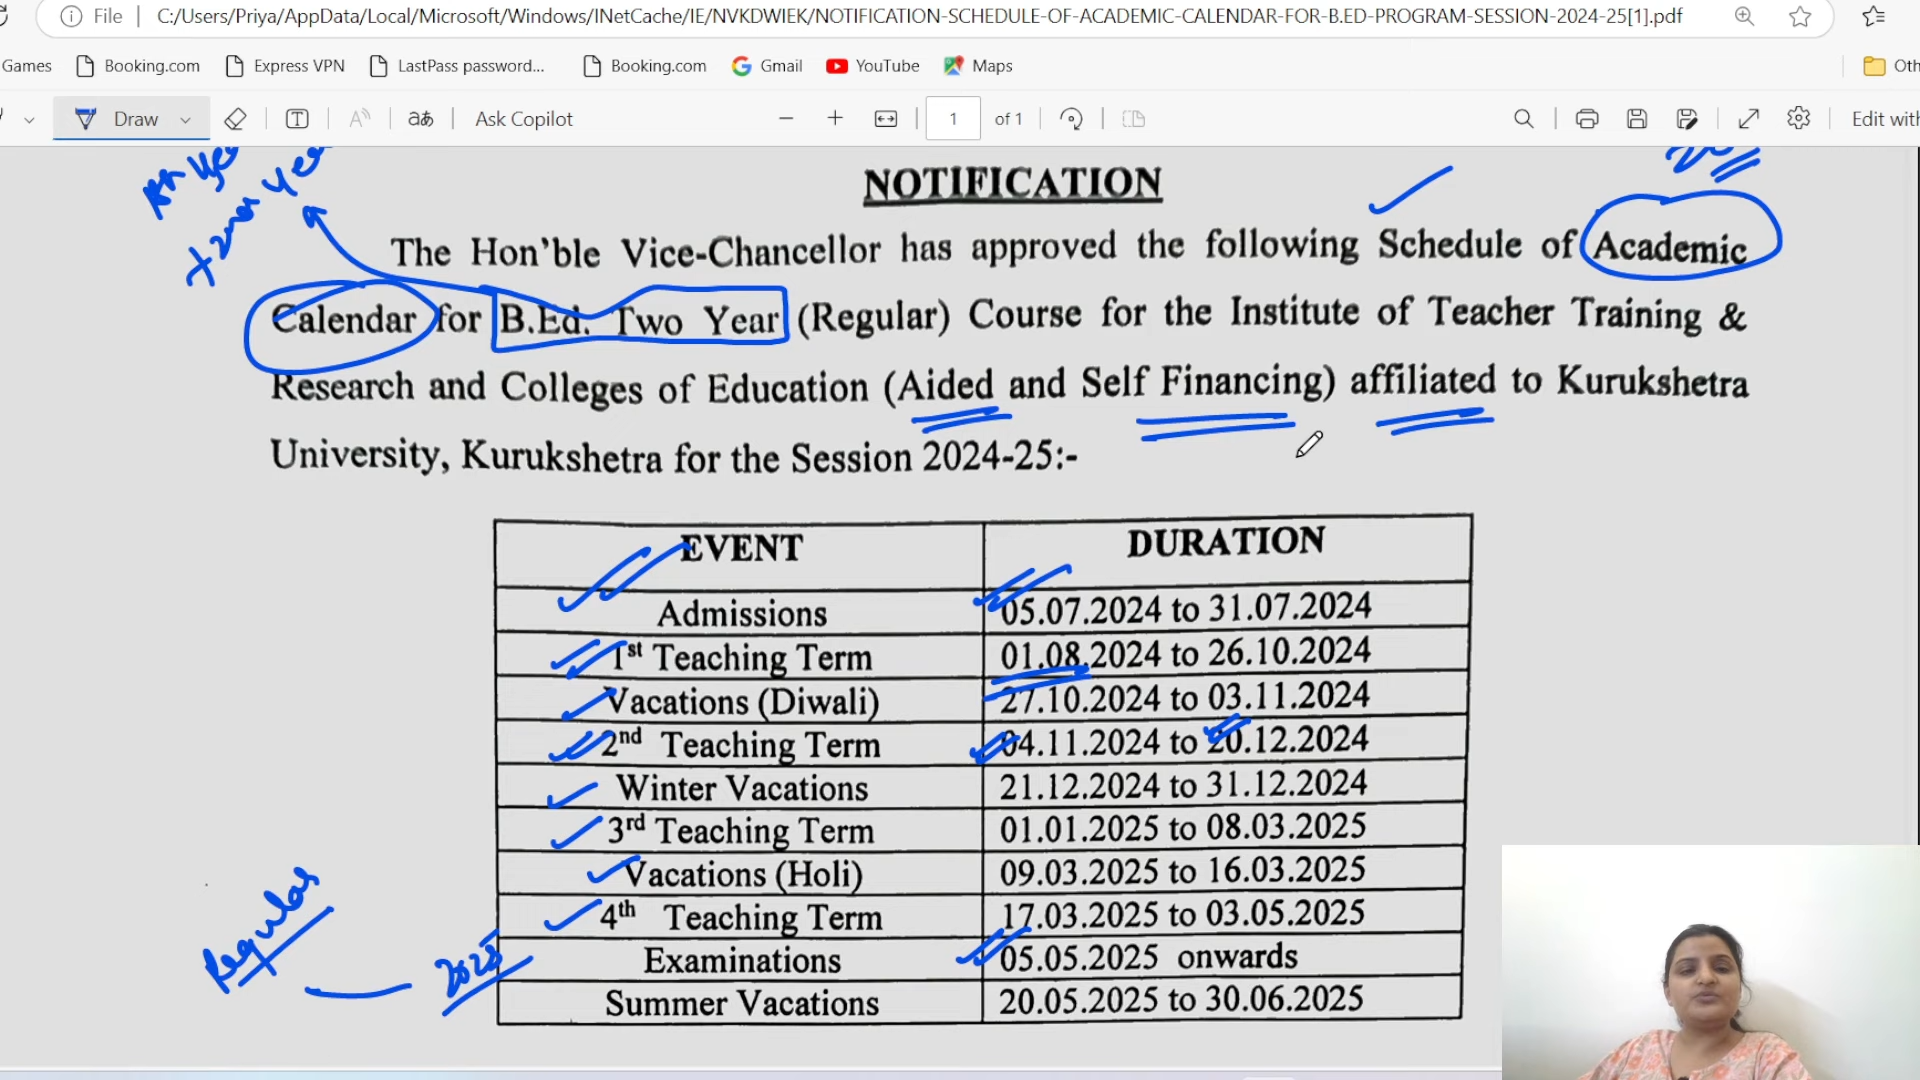 File C:/Users/Priya/AppData/Local/Microsoft/Windows/INetCache/IE/NVKDWIEK/NOTIFICATION-SCHEDULE-OF-ACADEMIC-CALENDAR-FOR-B.ED-PROGRAM-SESSION-2024-25[1].pdf
Games Booking.com Express VPN LastPass password... Booking.com Gmail YouTube Maps Oth
Draw T A aあ Ask Copilot − + 1 of 1 Edit with
NOTIFICATION
The Hon'ble Vice-Chancellor has approved the following Schedule of Academic
Calendar for B.Ed. Two Year (Regular) Course for the Institute of Teacher Training &
Research and Colleges of Education (Aided and Self Financing) affiliated to Kurukshetra
University, Kurukshetra for the Session 2024-25:-
EVENT DURATION
Admissions 05.07.2024 to 31.07.2024
1st Teaching Term 01.08.2024 to 26.10.2024
Vacations (Diwali) 27.10.2024 to 03.11.2024
2nd Teaching Term 04.11.2024 to 20.12.2024
Winter Vacations 21.12.2024 to 31.12.2024
3rd Teaching Term 01.01.2025 to 08.03.2025
Vacations (Holi) 09.03.2025 to 16.03.2025
4th Teaching Term 17.03.2025 to 03.05.2025
Examinations 05.05.2025 onwards
Summer Vacations 20.05.2025 to 30.06.2025
Regular
2025